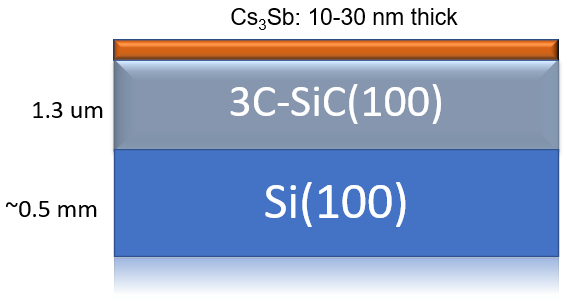 Cs₃Sb: 10-30 nm thick
3C-SiC(100)
1.3 um
Si(100)
~0.5 mm